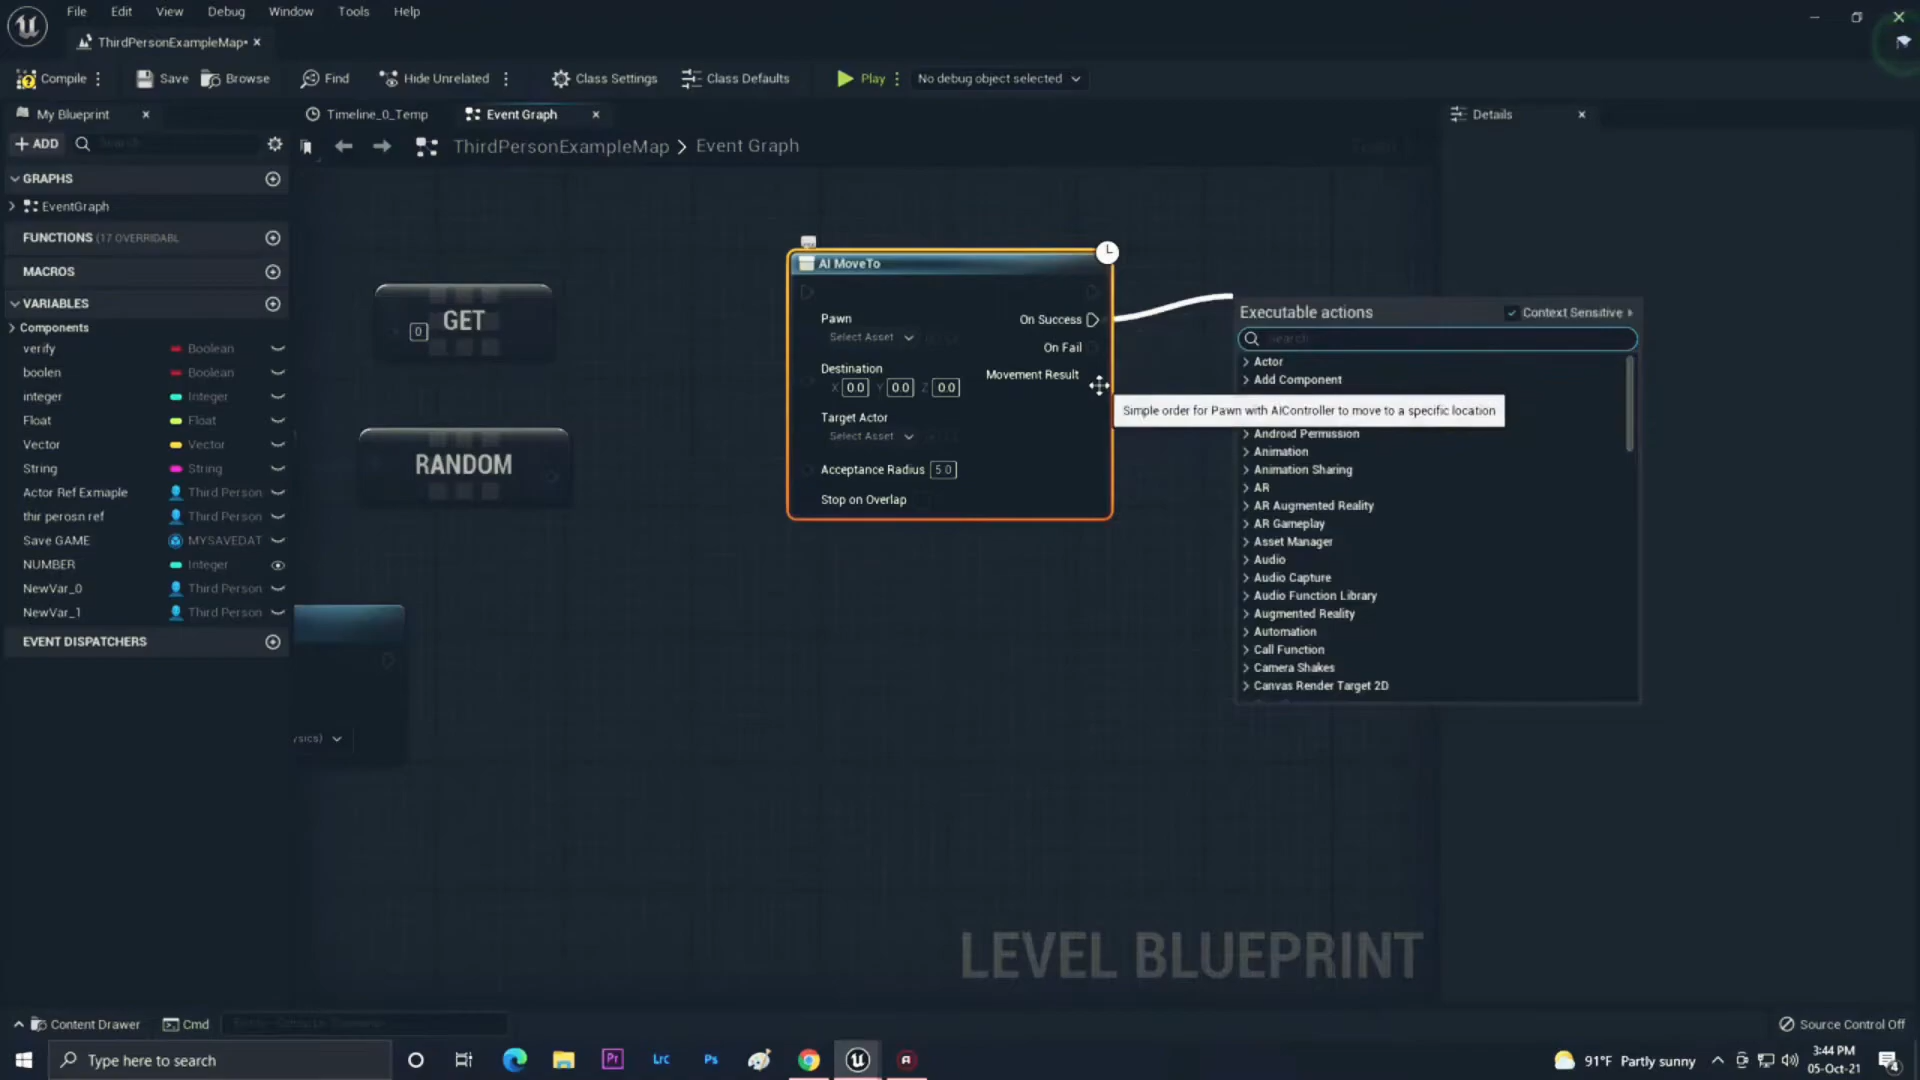 File Edit View Debug Window Tools Help
ThirdPersonExampleMap•
Compile Save Browse Find Hide Unrelated Class Settings Class Defaults Play No debug object selected
My Blueprint Timeline_0_Temp Event Graph Details
ADD ThirdPersonExampleMap > Event Graph
GRAPHS
EventGraph
FUNCTIONS (17 OVERRIDABL
MACROS
VARIABLES
Components
verify Boolean
boolen Boolean
integer Integer
Float Float
Vector Vector
String String
Actor Ref Exmaple Third Person
thir perosn ref Third Person
Save GAME MYSAVEDAT
NUMBER Integer
NewVar_0 Third Person
NewVar_1 Third Person
EVENT DISPATCHERS
0 GET
RANDOM
ysics)
AI MoveTo
Pawn
Select Asset
On Success
On Fail
Destination
X 0.0 Y 0.0 Z 0.0
Movement Result
Target Actor
Select Asset
Acceptance Radius 5.0
Stop on Overlap
Executable actions Context Sensitive
Search
Actor
Add Component
Simple order for Pawn with AIController to move to a specific location
Android Permission
Animation
Animation Sharing
AR
AR Augmented Reality
AR Gameplay
Asset Manager
Audio
Audio Capture
Audio Function Library
Augmented Reality
Automation
Call Function
Camera Shakes
Canvas Render Target 2D
LEVEL BLUEPRINT
Content Drawer Cmd Source Control Off
Type here to search
Pr Lrc Ps
91°F Partly sunny
3:44 PM
05-Oct-21
4